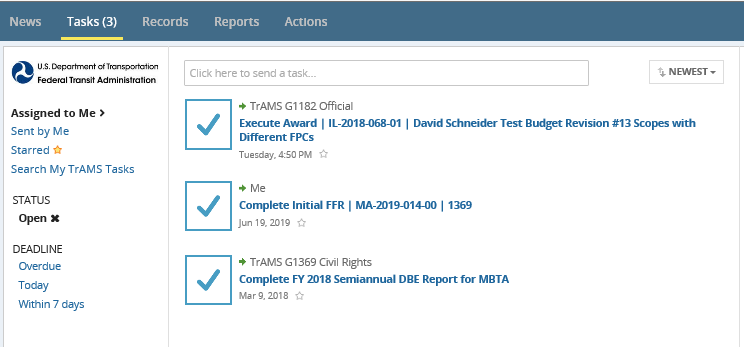 News Tasks (3) Records Reports Actions
U.S. Department of Transportation
Federal Transit Administration
Assigned to Me
Sent by Me
Starred
Search My TrAMS Tasks
STATUS
Open
DEADLINE
Overdue
Today
Within 7 days
Click here to send a task...
NEWEST
TrAMS G1182 Official
Execute Award | IL-2018-068-01 | David Schneider Test Budget Revision #13 Scopes with
Different FPCs
Tuesday, 4:50 PM
Me
Complete Initial FFR | MA-2019-014-00 | 1369
Jun 19, 2019
TrAMS G1369 Civil Rights
Complete FY 2018 Semiannual DBE Report for MBTA
Mar 9, 2018